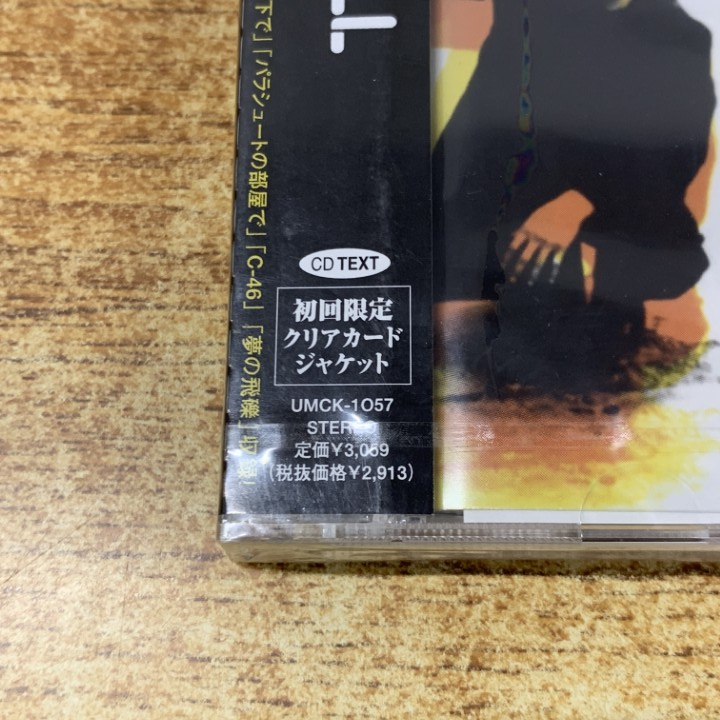 下で」「パラシュートの部屋で」「C-46」「夢の飛礫」収録!
LL
CD TEXT
初回限定
クリアカード
ジャケット
UMCK-1057
STEREO
定価¥3,059
(税抜価格¥2,913)